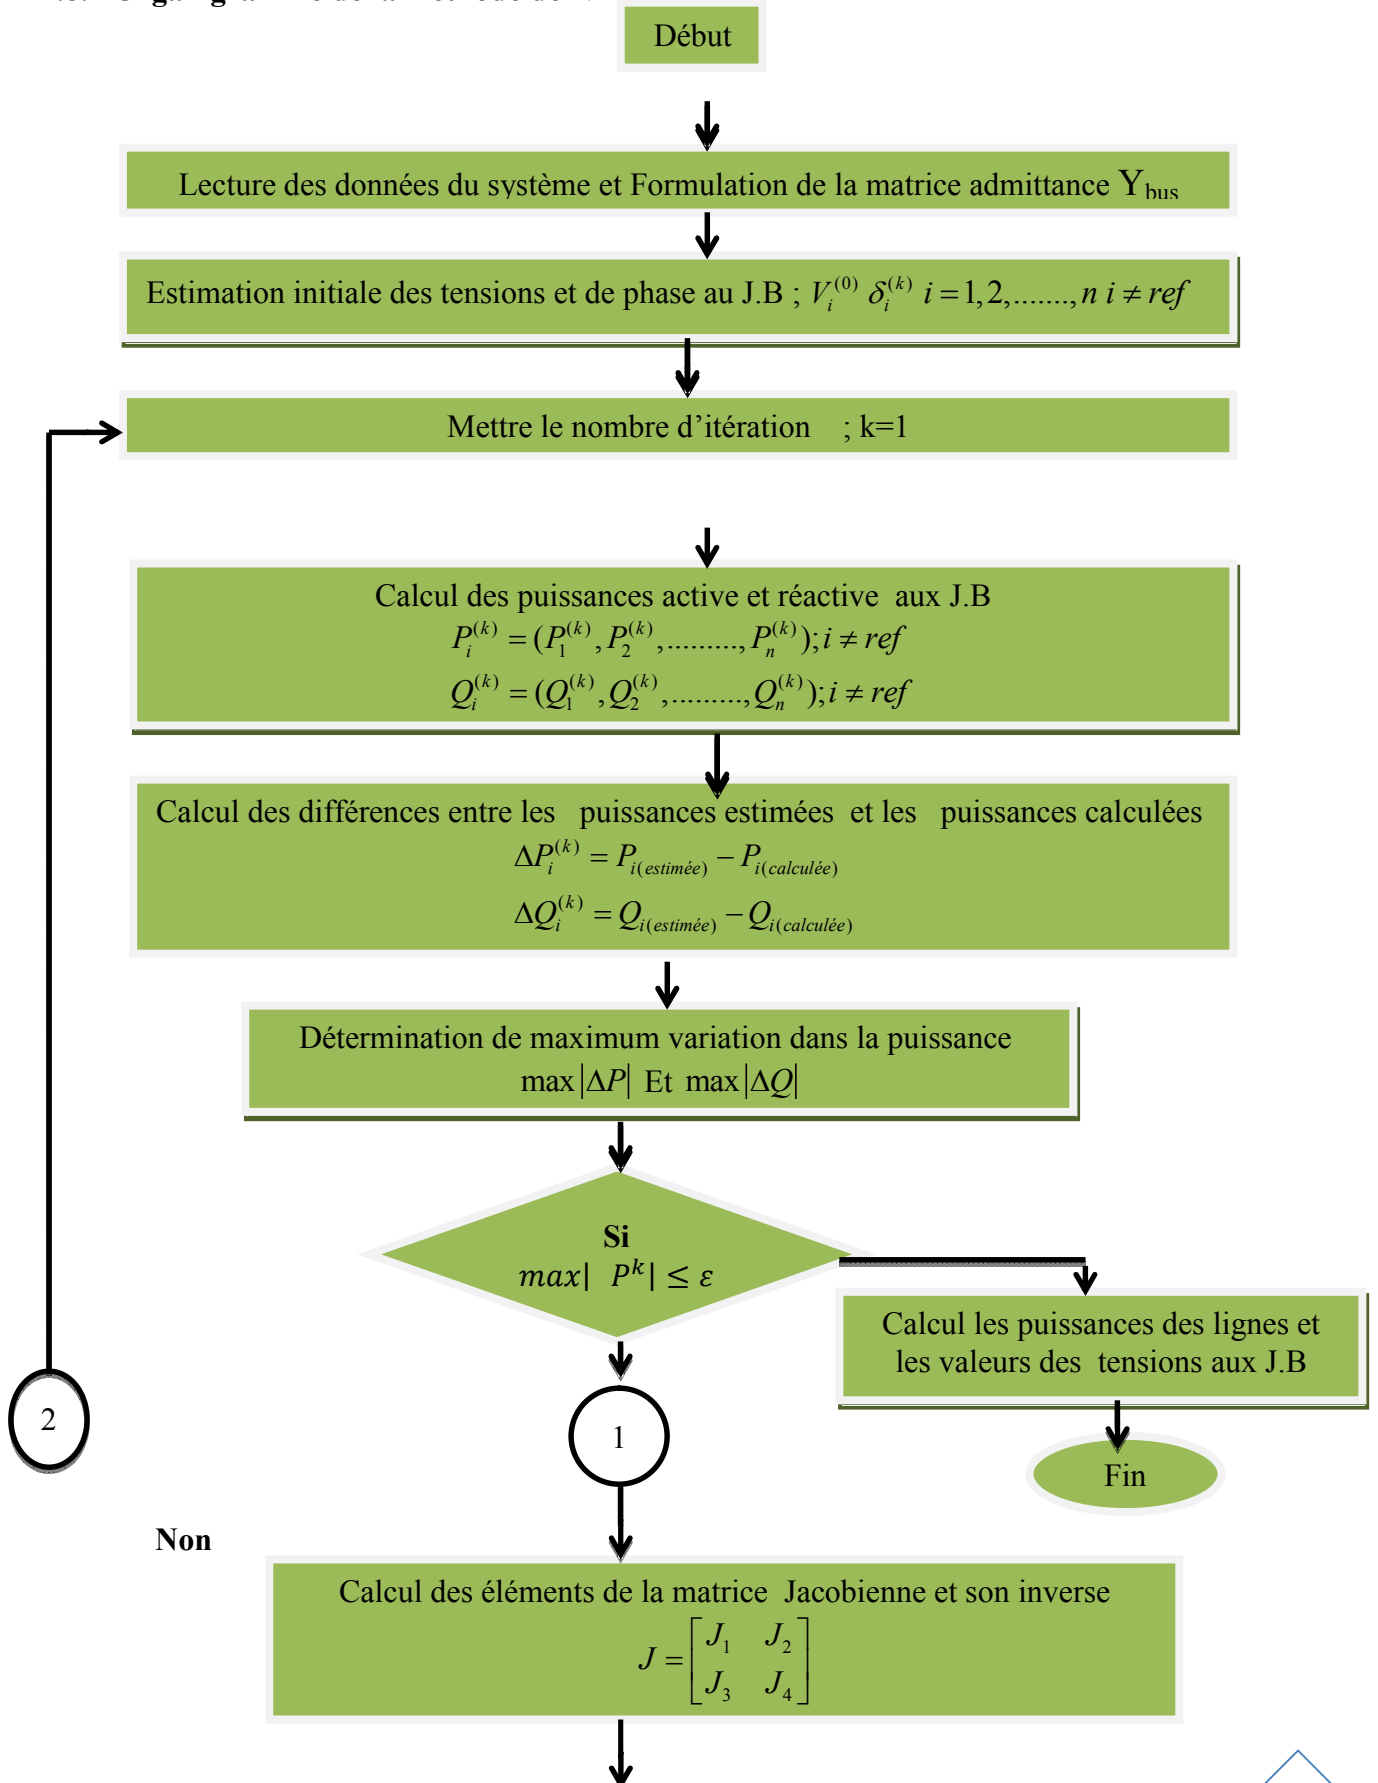 Début
Lecture des données du système et Formulation de la matrice admittance Y_bus
Estimation initiale des tensions et de phase au J.B ; V_i^(0) δ_i^(k) i = 1, 2, ......., n i ≠ ref
Mettre le nombre d’itération ; k=1
Calcul des puissances active et réactive aux J.B
P_i^(k) = (P_1^(k), P_2^(k), ........., P_n^(k)); i ≠ ref
Q_i^(k) = (Q_1^(k), Q_2^(k), ........., Q_n^(k)); i ≠ ref
Calcul des différences entre les puissances estimées et les puissances calculées
ΔP_i^(k) = P_i(estimée) − P_i(calculée)
ΔQ_i^(k) = Q_i(estimée) − Q_i(calculée)
Détermination de maximum variation dans la puissance
max|ΔP| Et max|ΔQ|
Si
max| P^k| ≤ ε
Calcul les puissances des lignes et
les valeurs des tensions aux J.B
2
1
Fin
Non
Calcul des éléments de la matrice Jacobienne et son inverse
J = [J_1 J_2
J_3 J_4]